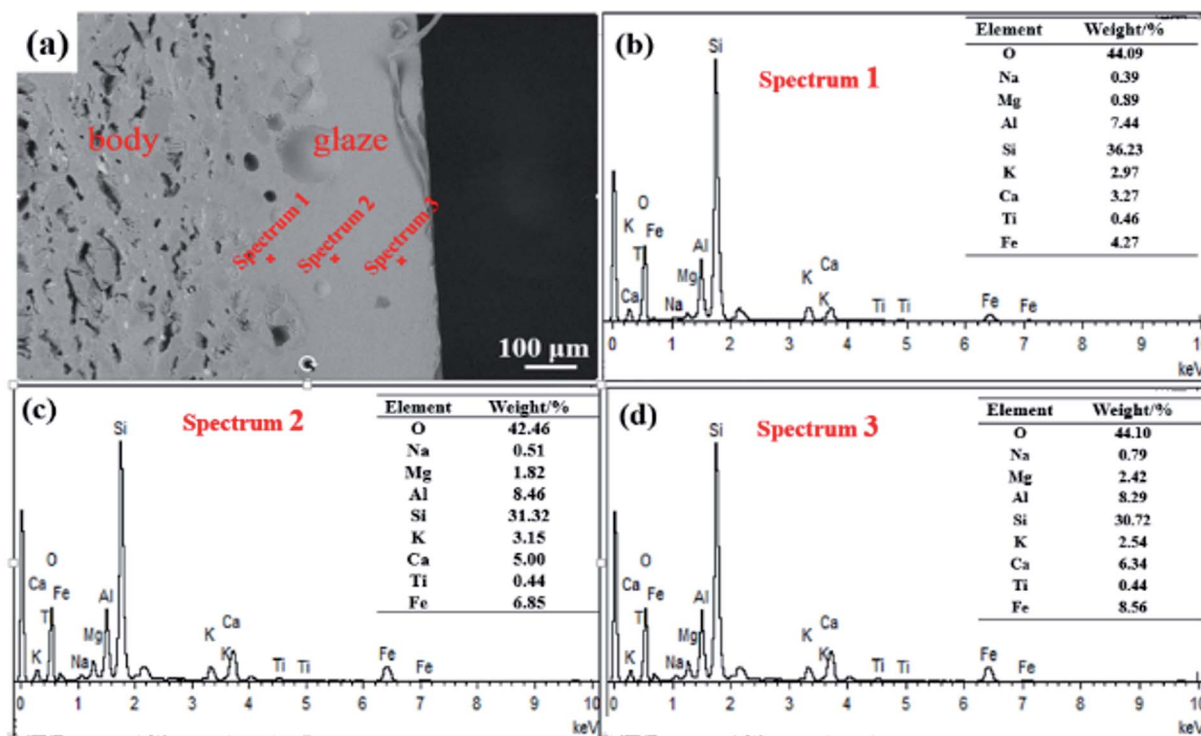 (a)
body
glaze
Spectrum 1
Spectrum 2
Spectrum 3
100 μm
(b)
Spectrum 1
Element Weight/%
O 44.09
Na 0.39
Mg 0.89
Al 7.44
Si 36.23
K 2.97
Ca 3.27
Ti 0.46
Fe 4.27
Si
O
K Fe
T Al Ca
Mg K
Ca Na K Ti Ti Fe Fe
0 1 2 3 4 5 6 7 8 9 10
keV
(c)
Spectrum 2
Element Weight/%
O 42.46
Na 0.51
Mg 1.82
Al 8.46
Si 31.32
K 3.15
Ca 5.00
Ti 0.44
Fe 6.85
Si
O
Ca Fe Al
T Ca
Mg K
K Na K Ti Ti Fe Fe
0 1 2 3 4 5 6 7 8 9 10
keV
(d)
Spectrum 3
Element Weight/%
O 44.10
Na 0.79
Mg 2.42
Al 8.29
Si 30.72
K 2.54
Ca 6.34
Ti 0.44
Fe 8.56
Si
O
Ca Fe Al
T Ca
Mg K
K Na K Ti Ti Fe Fe
0 1 2 3 4 5 6 7 8 9 10
keV